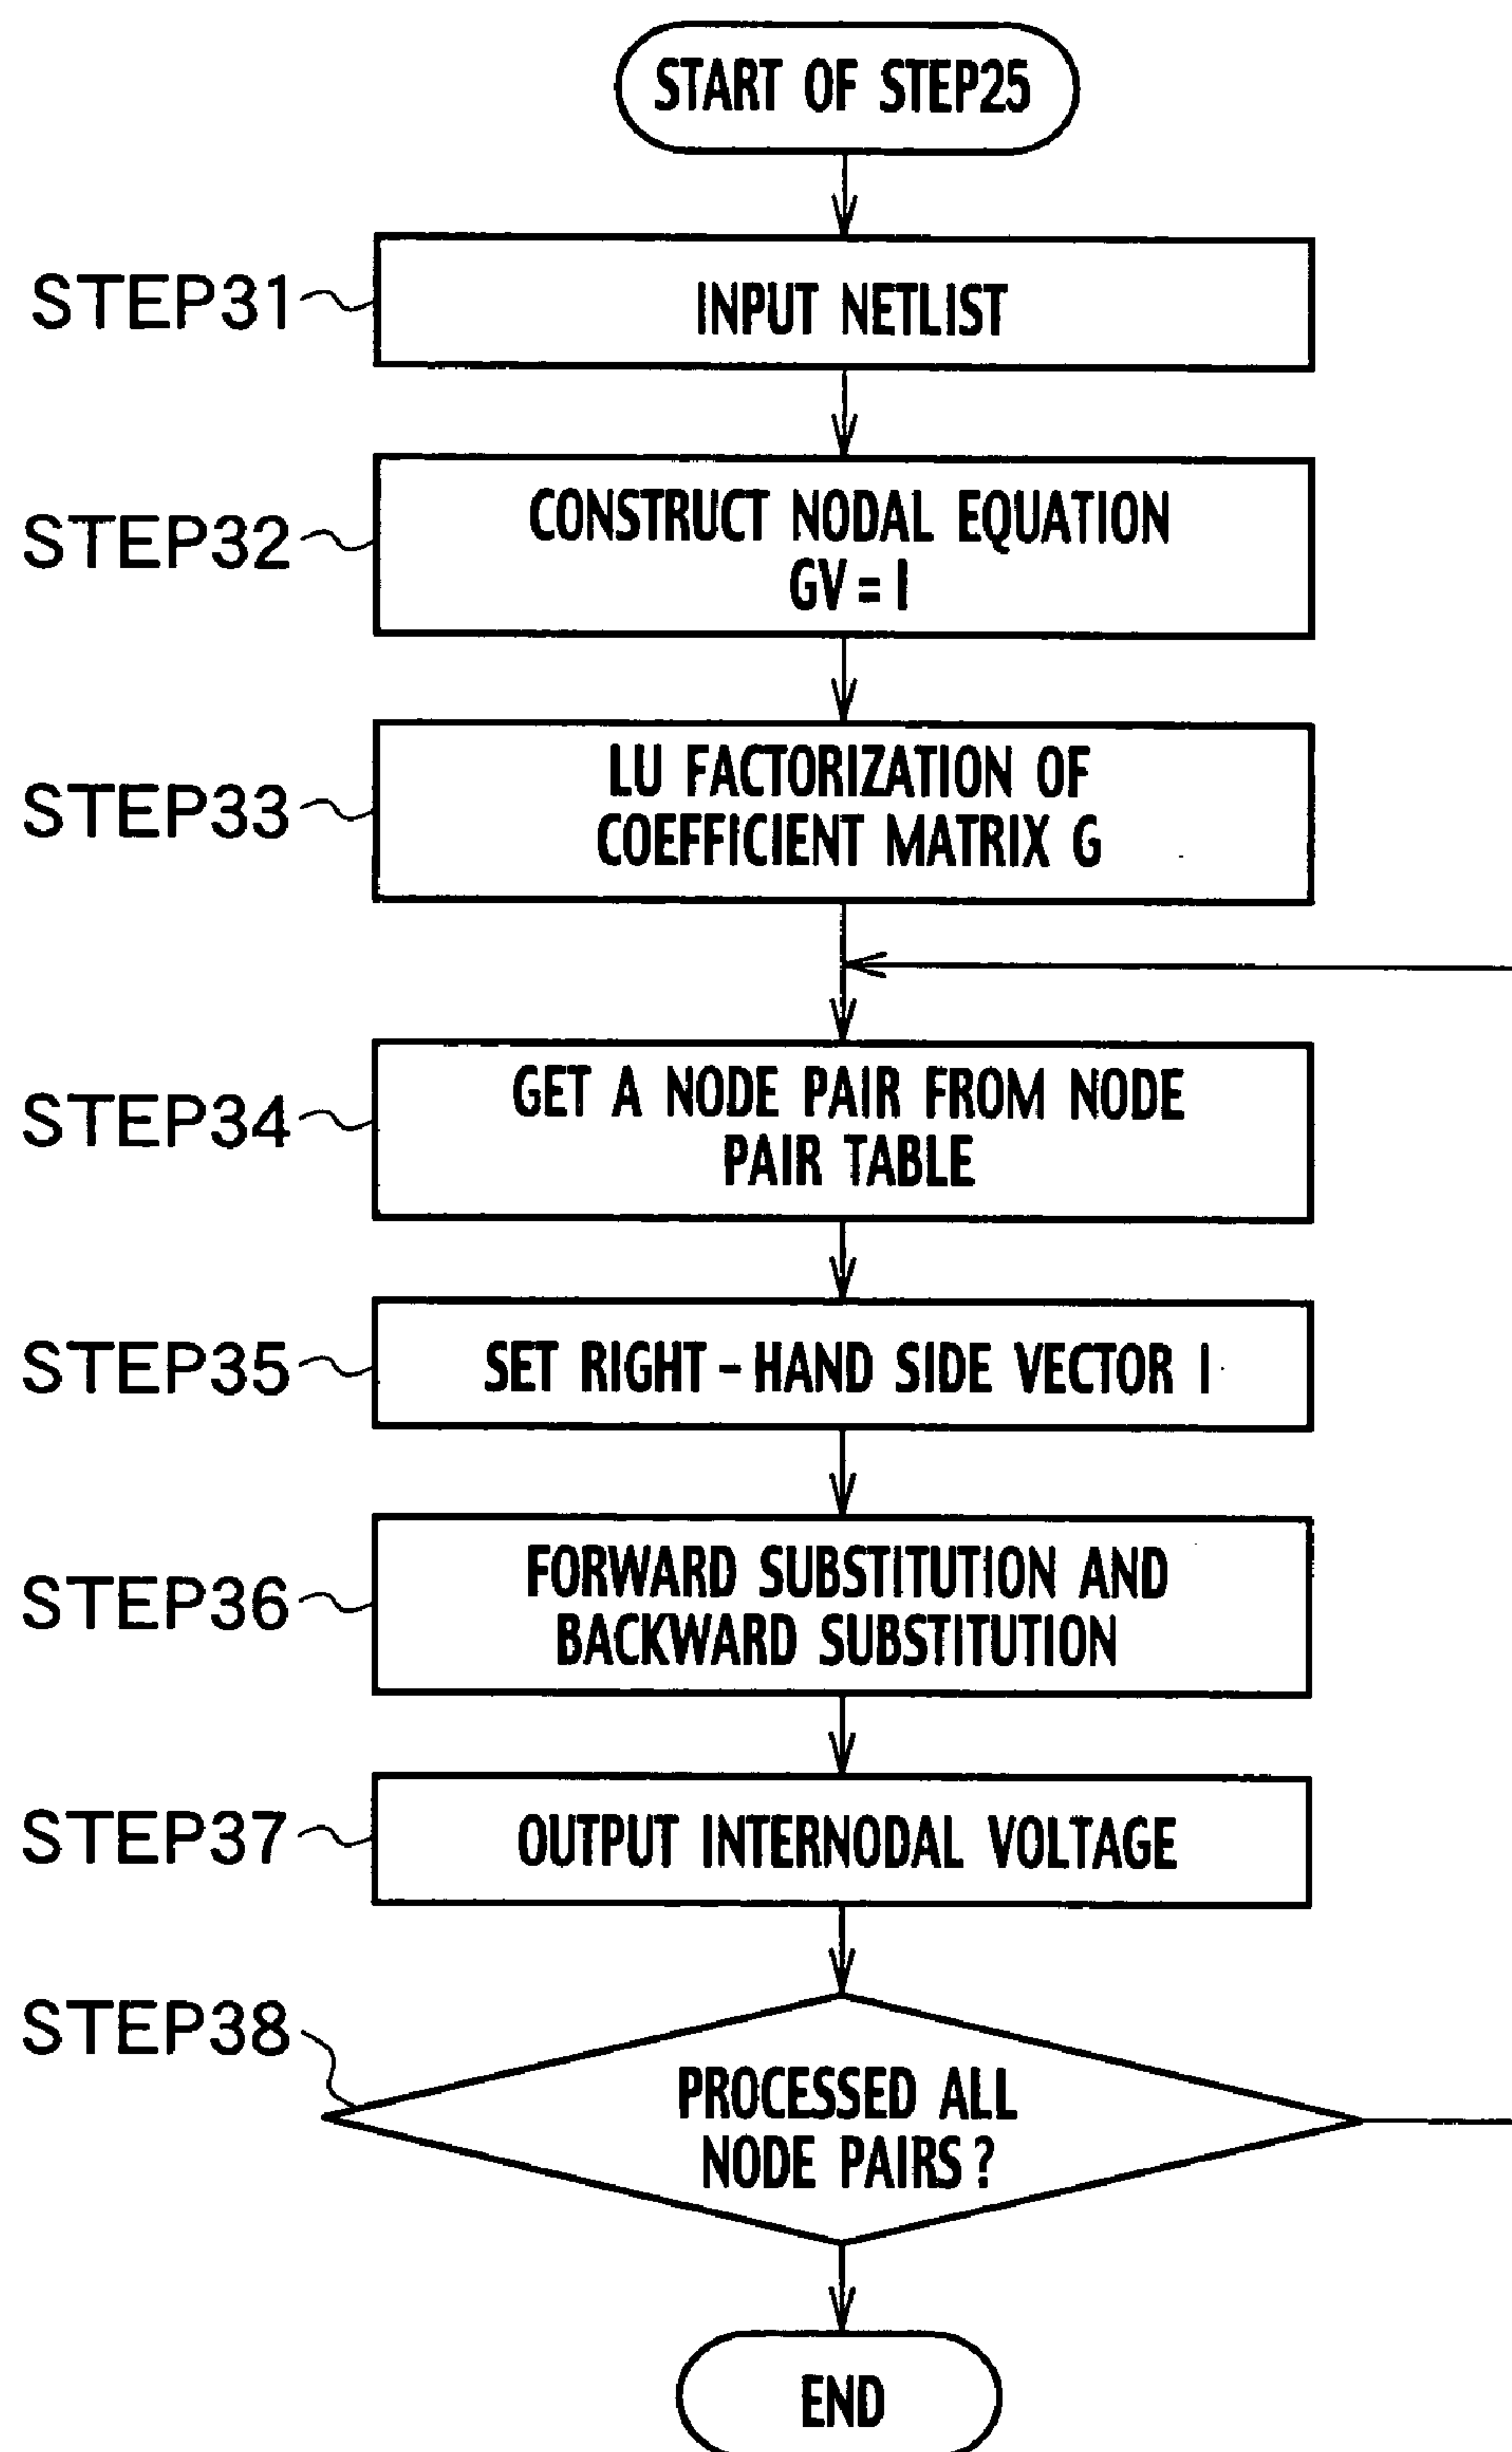 START OF STEP25
STEP31
INPUT NETLIST
STEP32
CONSTRUCT NODAL EQUATION
GV = I
STEP33
LU FACTORIZATION OF
COEFFICIENT MATRIX G
STEP34
GET A NODE PAIR FROM NODE
PAIR TABLE
STEP35
SET RIGHT-HAND SIDE VECTOR I
STEP36
FORWARD SUBSTITUTION AND
BACKWARD SUBSTITUTION
STEP37
OUTPUT INTERNODAL VOLTAGE
STEP38
PROCESSED ALL
NODE PAIRS?
END